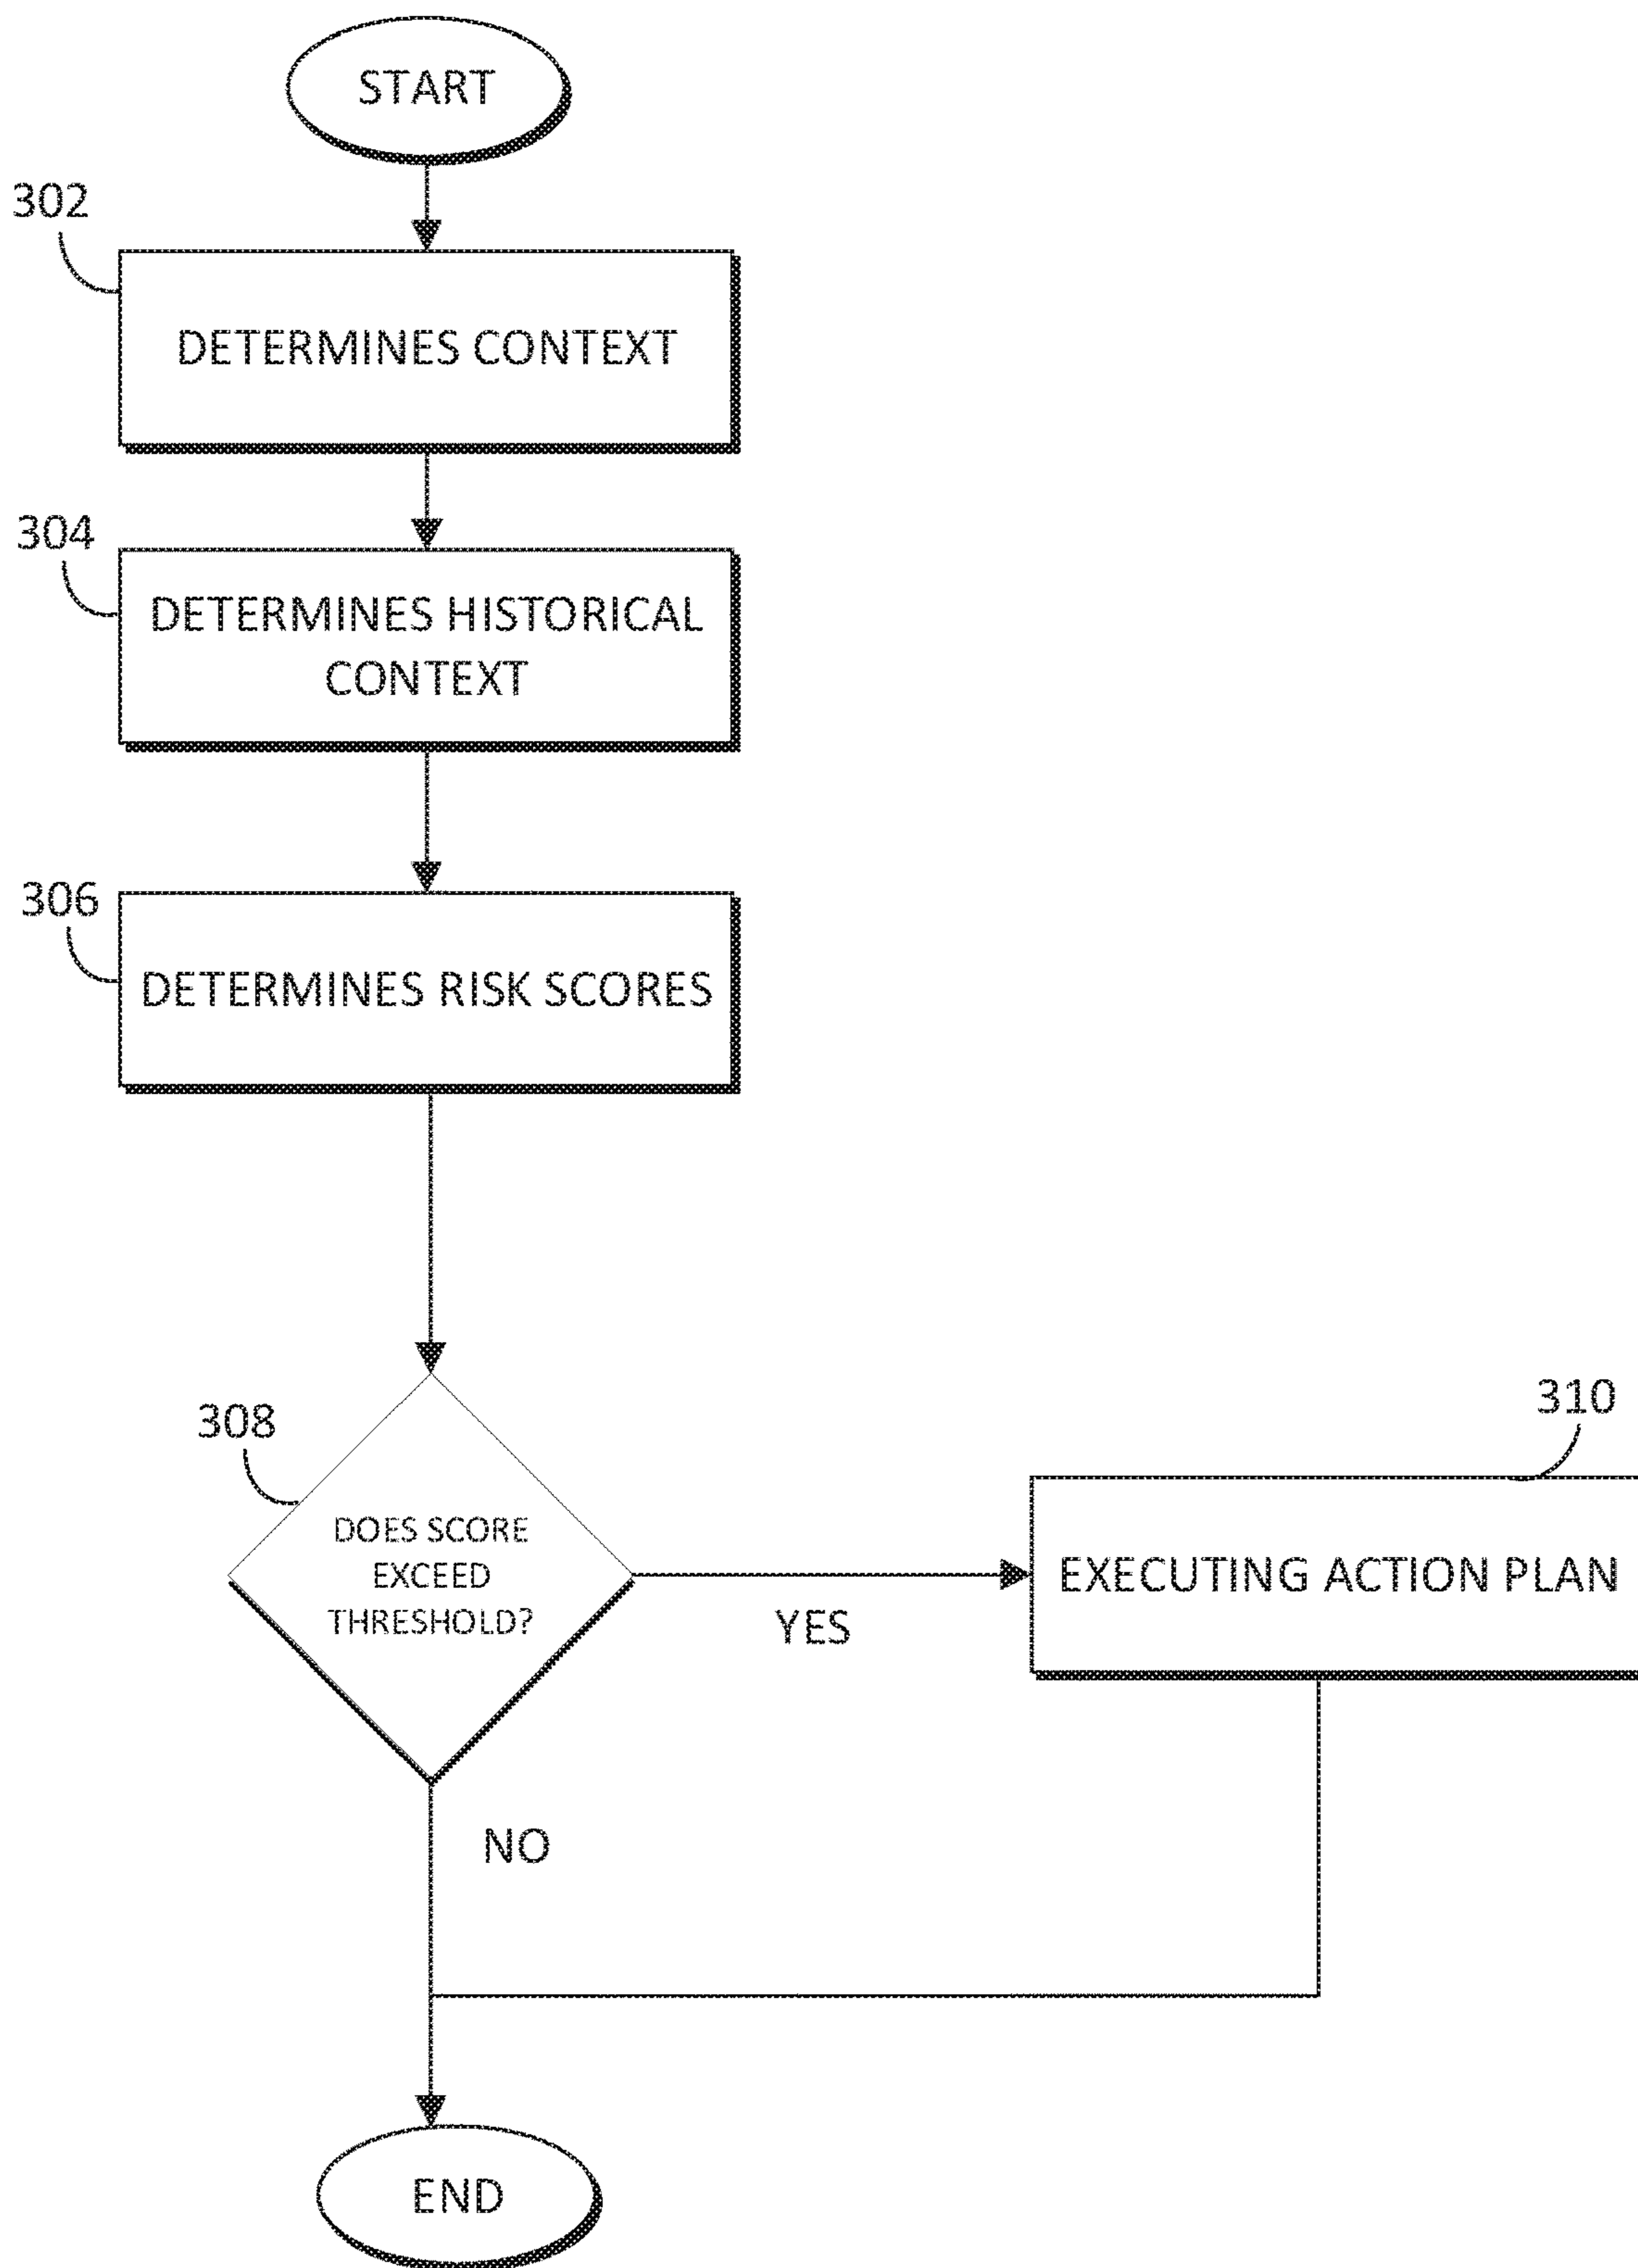 START
302
DETERMINES CONTEXT
304
DETERMINES HISTORICAL
CONTEXT
306
DETERMINES RISK SCORES
308
DOES SCORE
EXCEED
THRESHOLD?
YES
310
EXECUTING ACTION PLAN
NO
END